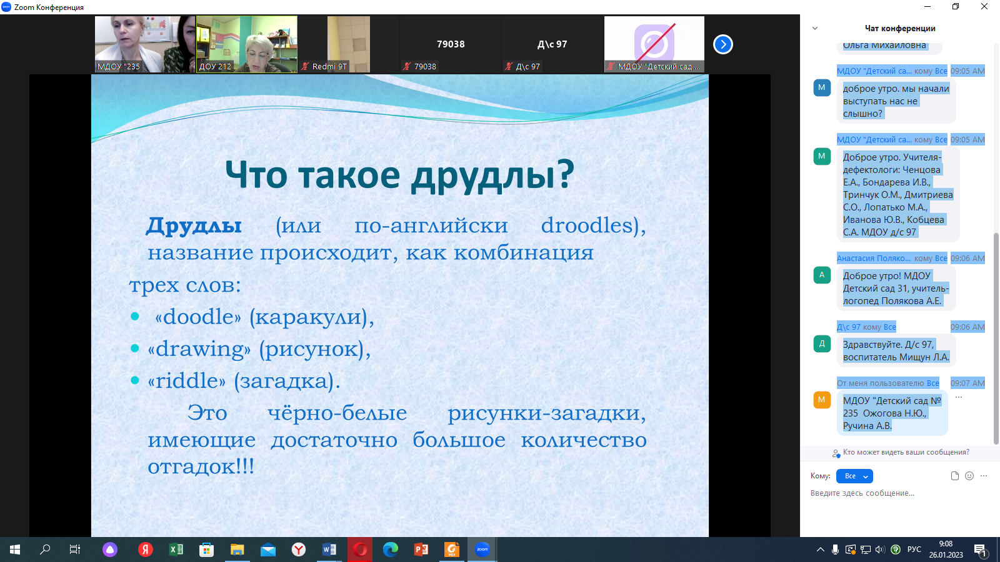 Zoom Конференция
МДОУ "235
ДОУ 212
Redmi 9T
79038
79038
Д\с 97
Д\с 97
МДОУ "Детский сад ...
Что такое друдлы?
Друдлы (или по-английски droodles),
название происходит, как комбинация
трех слов:
«doodle» (каракули),
«drawing» (рисунок),
«riddle» (загадка).
Это чёрно-белые рисунки-загадки,
имеющие достаточно большое количество
отгадок!!!
Чат конференции
Ольга Михайловна
МДОУ "Детский са... кому Все 09:05 AM
М
доброе утро. мы начали
выступать нас не
слышно?
МДОУ "Детский са... кому Все 09:05 AM
М
Доброе утро. Учителя-
дефектологи: Ченцова
Е.А., Бондарева И.В.,
Тринчук О.М., Дмитриева
С.О., Лопатько М.А.,
Иванова Ю.В., Кобцева
С.А. МДОУ д/с 97
Анастасия Поляко... кому Все 09:06 AM
А
Доброе утро! МДОУ
Детский сад 31, учитель-
логопед Полякова А.Е.
Д\с 97 кому Все 09:06 AM
Д
Здравствуйте. Д/с 97,
воспитатель Мищун Л.А.
От меня пользователю Все 09:07 AM
М
МДОУ "Детский сад №
235 Ожогова Н.Ю.,
Ручина А.В.
Кто может видеть ваши сообщения?
Кому: Все
Введите здесь сообщение...
zoom
РУС
9:08
26.01.2023
1